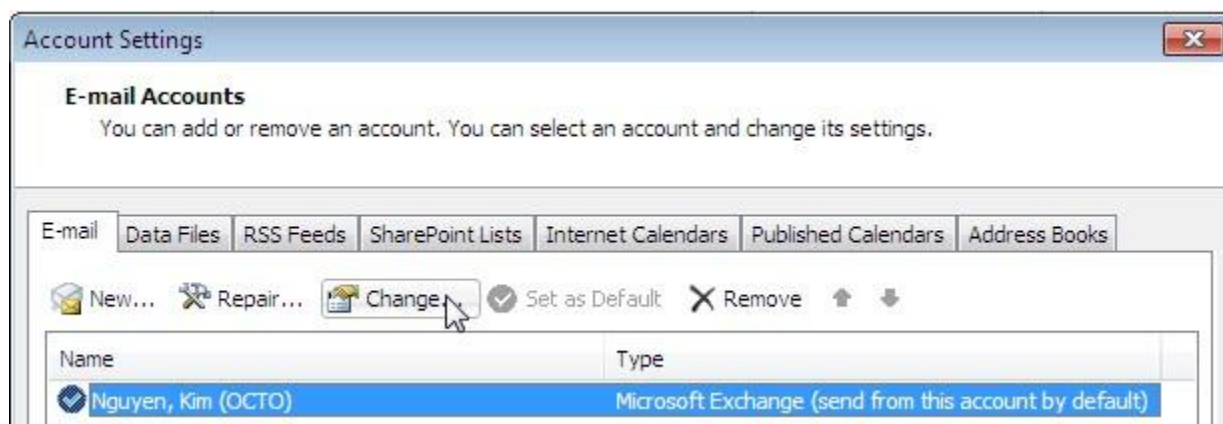 Account Settings
E-mail Accounts
You can add or remove an account. You can select an account and change its settings.
E-mail Data Files RSS Feeds SharePoint Lists Internet Calendars Published Calendars Address Books
New... Repair... Change... Set as Default Remove
Name Type
Nguyen, Kim (OCTO) Microsoft Exchange (send from this account by default)